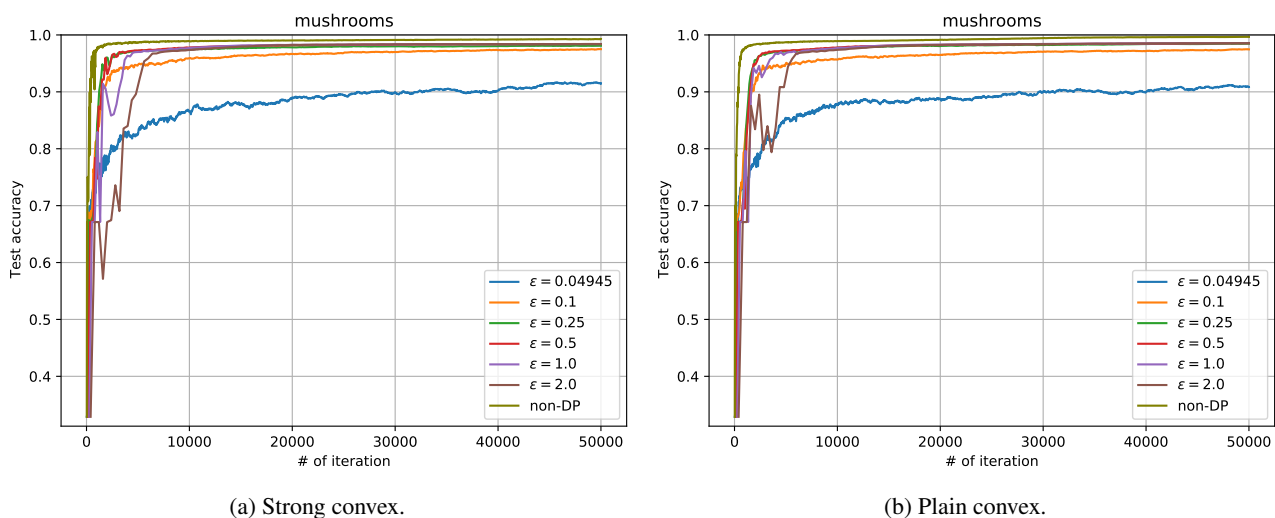 mushrooms
1.0
0.9
0.8
0.7
0.6
0.5
0.4
Test accuracy
0 10000 20000 30000 40000 50000
# of iteration
ε = 0.04945
ε = 0.1
ε = 0.25
ε = 0.5
ε = 1.0
ε = 2.0
non-DP
(a) Strong convex.
mushrooms
1.0
0.9
0.8
0.7
0.6
0.5
0.4
Test accuracy
0 10000 20000 30000 40000 50000
# of iteration
ε = 0.04945
ε = 0.1
ε = 0.25
ε = 0.5
ε = 1.0
ε = 2.0
non-DP
(b) Plain convex.